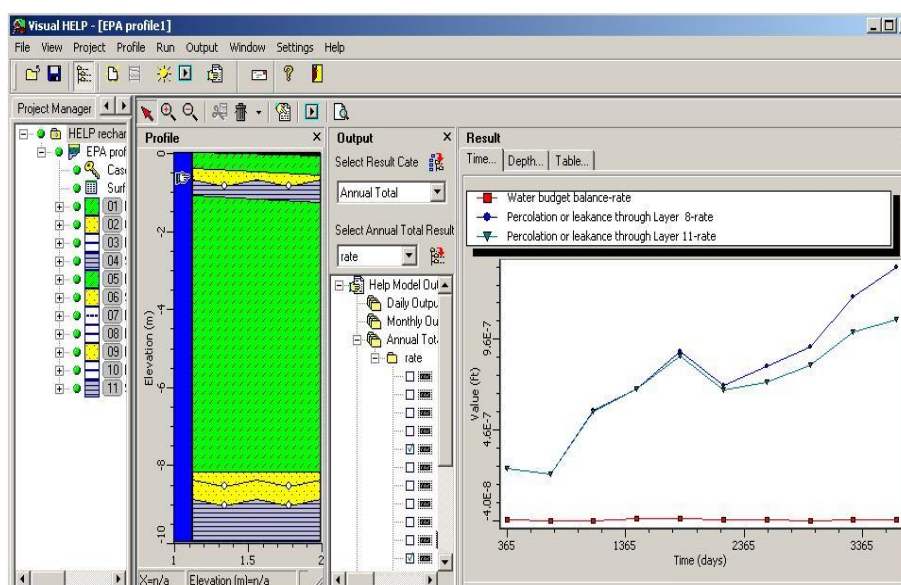 Visual HELP - [EPA profile1]
File View Project Profile Run Output Window Settings Help
Project Manager
HELP rechar
EPA prof
Case
Surf
01
02
03
04
05
06
07
08
09
10
11
Profile X
0
-2
-4
-6
-8
-10
Elevation (m)
1 1.5 2
X=n/a Elevation (m)=n/a
Output X
Select Result Cate
Annual Total
Select Annual Total Result
rate
Help Model Out
Daily Outpu
Monthly Ou
Annual Tot
rate
Result
Time... Depth... Table...
Water budget balance-rate
Percolation or leakance through Layer 8-rate
Percolation or leakance through Layer 11-rate
Value (ft)
9.6E-7
4.6E-7
-4.0E-8
365 1365 2365 3365
Time (days)